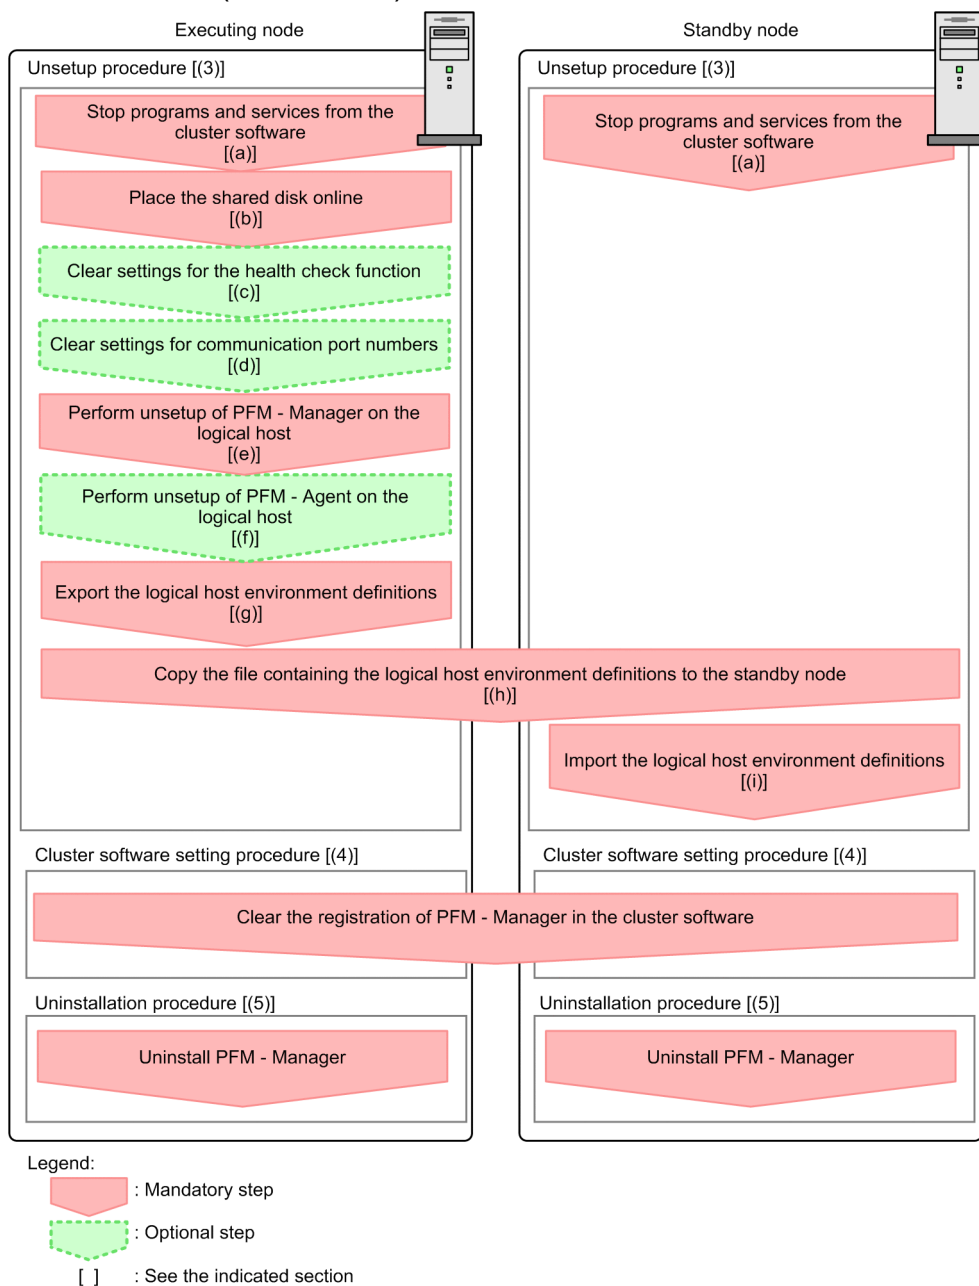 Executing node
Standby node
Unsetup procedure [(3)]
Unsetup procedure [(3)]
Stop programs and services from the
cluster software
[(a)]
Stop programs and services from the
cluster software
[(a)]
Place the shared disk online
[(b)]
Clear settings for the health check function
[(c)]
Clear settings for communication port numbers
[(d)]
Perform unsetup of PFM - Manager on the
logical host
[(e)]
Perform unsetup of PFM - Agent on the
logical host
[(f)]
Export the logical host environment definitions
[(g)]
Copy the file containing the logical host environment definitions to the standby node
[(h)]
Import the logical host environment definitions
[(i)]
Cluster software setting procedure [(4)]
Cluster software setting procedure [(4)]
Clear the registration of PFM - Manager in the cluster software
Uninstallation procedure [(5)]
Uninstallation procedure [(5)]
Uninstall PFM - Manager
Uninstall PFM - Manager
Legend:
: Mandatory step
: Optional step
[ ] : See the indicated section